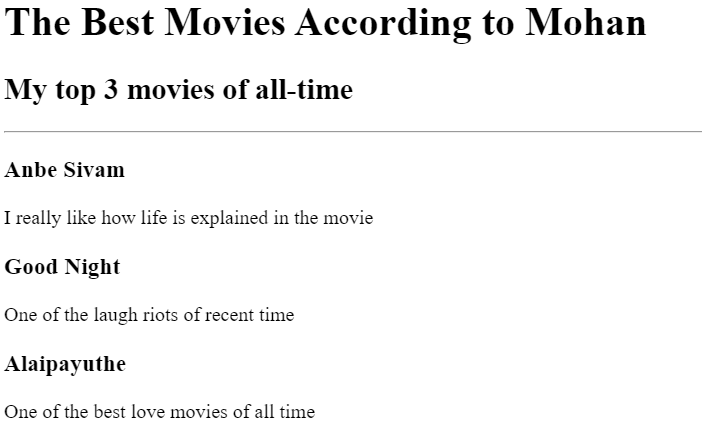 The Best Movies According to Mohan
My top 3 movies of all-time
Anbe Sivam
I really like how life is explained in the movie
Good Night
One of the laugh riots of recent time
Alaipayuthe
One of the best love movies of all time